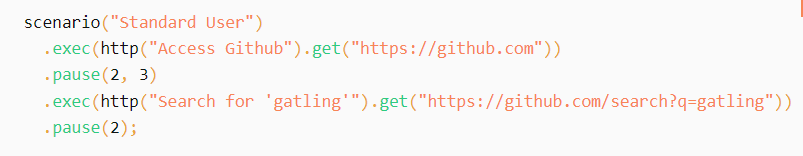 scenario("Standard User")
.exec(http("Access Github").get("https://github.com"))
.pause(2, 3)
.exec(http("Search for 'gatling'").get("https://github.com/search?q=gatling"))
.pause(2);